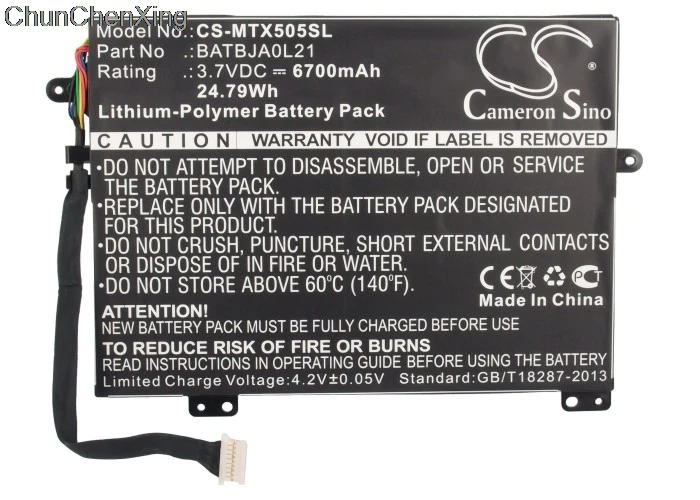 ChunChenXing
Model No.: CS-MTX505SL
Part No :BATBJA0L21
Rating :3.7VDC ⎓ 6700mAh
24.79Wh
Lithium-Polymer Battery Pack
CS
Cameron Sino
CAUTION WARRANTY VOID IF LABEL IS REMOVED
•DO NOT ATTEMPT TO DISASSEMBLE, OPEN OR SERVICE
THE BATTERY PACK.
•REPLACE ONLY WITH THE BATTERY PACK DESIGNATED
FOR THIS PRODUCT.
•DO NOT CRUSH, PUNCTURE, SHORT EXTERNAL CONTACTS
OR DISPOSE OF IN FIRE OR WATER.
•DO NOT STORE ABOVE 60°C (140°F).
CE PCT
Made In China
ATTENTION!
NEW BATTERY PACK MUST BE FULLY CHARGED BEFORE USE.
TO REDUCE RISK OF FIRE OR BURNS
READ INSTRUCTIONS IN OPERATING GUIDE BEFORE USE.
Limited Charge Voltage:4.2V±0.05V Standard:GB/T18287-2013